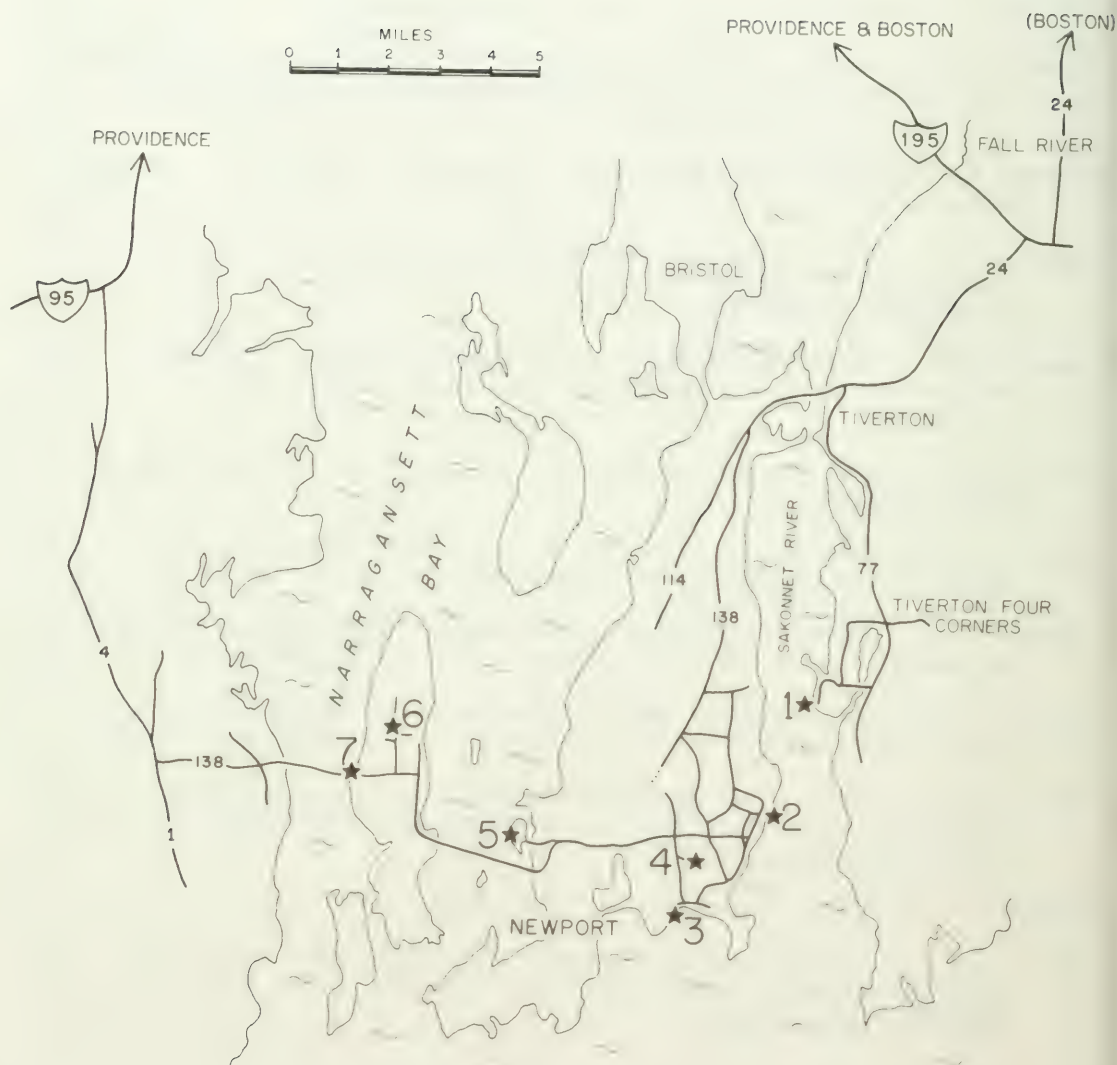 MILES
0 1 2 3 4 5
PROVIDENCE & BOSTON
(BOSTON)
24
195
FALL RIVER
PROVIDENCE
95
BRISTOL
24
TIVERTON
NARRAGANSETT
BAY
SAKONNET RIVER
114
138
77
TIVERTON FOUR
CORNERS
4
1
6
7
138
2
5
4
1
3
NEWPORT